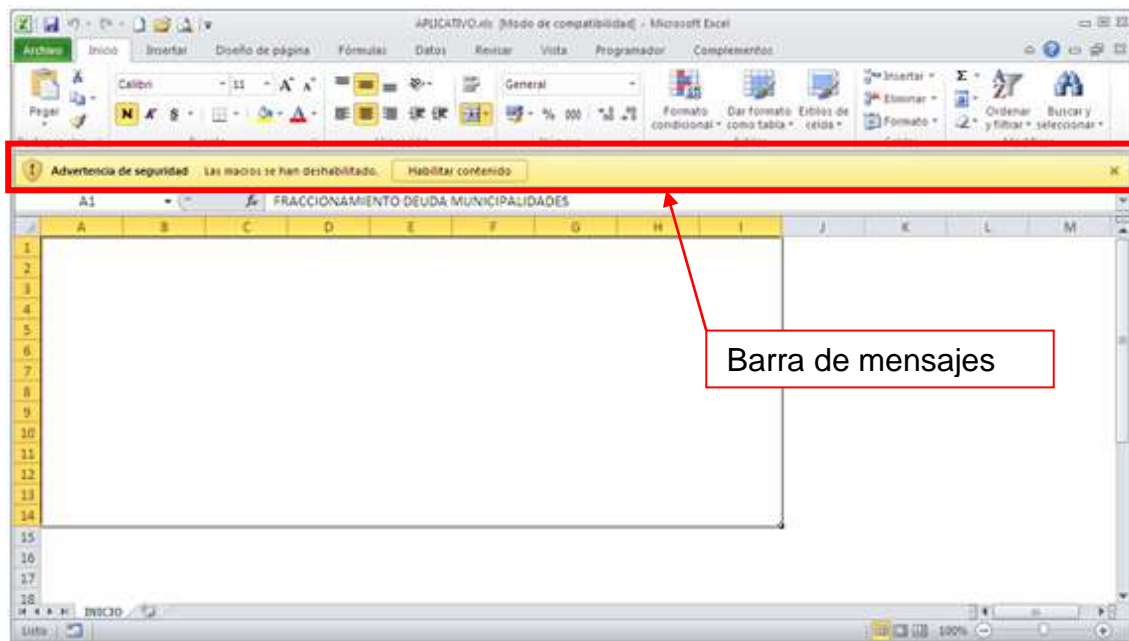 APLICATIVO.xls [Modo de compatibilidad] - Microsoft Excel
Archivo Inicio Insertar Diseño de página Fórmulas Datos Revisar Vista Programador Complementos
Pegar
Calibri 11
N K S
General
% 000
Formato condicional
Dar formato como tabla
Estilos de celda
Insertar
Eliminar
Formato
Σ
Ordenar y filtrar
Buscar y seleccionar
Advertencia de seguridad Las macros se han deshabilitado. Habilitar contenido
A1 fx FRACCIONAMIENTO DEUDA MUNICIPALIDADES
A B C D E F G H I J K L M
1
2
3
4
5
6
7
8
9
10
11
12
13
14
15
16
17
18
Barra de mensajes
INICIO
Listo 100%